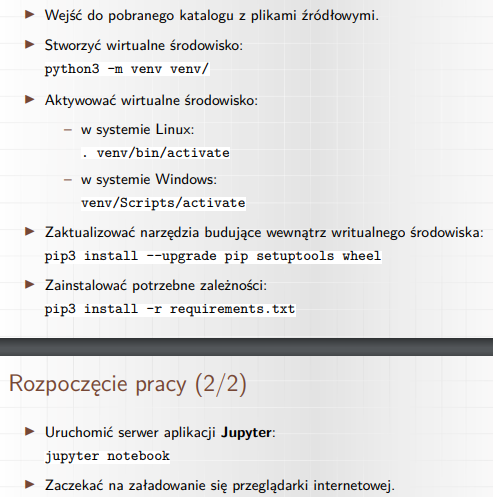 Wejść do pobranego katalogu z plikami źródłowymi.
Stworzyć wirtualne środowisko:
python3 -m venv venv/
Aktywować wirtualne środowisko:
– w systemie Linux:
. venv/bin/activate
– w systemie Windows:
venv/Scripts/activate
Zaktualizować narzędzia budujące wewnątrz writualnego środowiska:
pip3 install --upgrade pip setuptools wheel
Zainstalować potrzebne zależności:
pip3 install -r requirements.txt
Rozpoczęcie pracy (2/2)
Uruchomić serwer aplikacji Jupyter:
jupyter notebook
Zaczekać na załadowanie się przeglądarki internetowej.